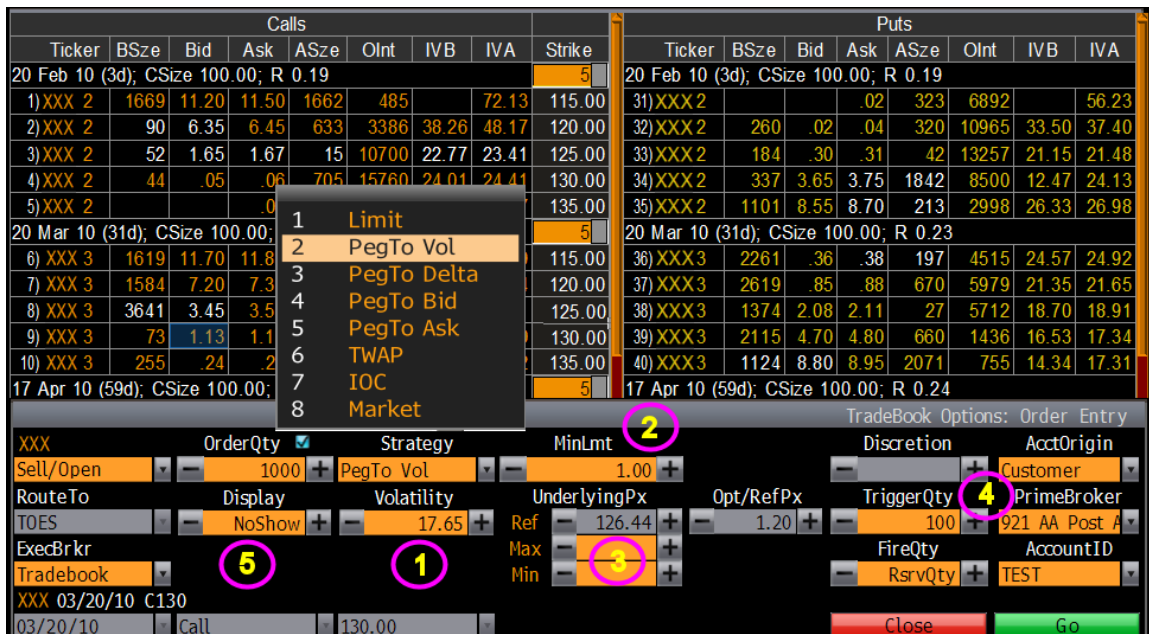 Calls Puts
Ticker BSze Bid Ask ASze OInt IVB IVA Strike Ticker BSze Bid Ask ASze OInt IVB IVA
20 Feb 10 (3d); CSize 100.00; R 0.19 5 20 Feb 10 (3d); CSize 100.00; R 0.19
1) XXX 2 1669 11.20 11.50 1662 485 72.13 115.00 31) XXX 2 .02 323 6892 56.23
2) XXX 2 90 6.35 6.45 633 3386 38.26 48.17 120.00 32) XXX 2 260 .02 .04 320 10965 33.50 37.40
3) XXX 2 52 1.65 1.67 15 10700 22.77 23.41 125.00 33) XXX 2 184 .30 .31 42 13257 21.15 21.48
4) XXX 2 44 .05 .06 705 15760 24.01 24.41 130.00 34) XXX 2 337 3.65 3.75 1842 8500 12.47 24.13
5) XXX 2 .0 135.00 35) XXX 2 1101 8.55 8.70 213 2998 26.33 26.98
20 Mar 10 (31d); CSize 100.00; 5 20 Mar 10 (31d); CSize 100.00; R 0.23
6) XXX 3 1619 11.70 11.8 115.00 36) XXX 3 2261 .36 .38 197 4515 24.57 24.92
7) XXX 3 1584 7.20 7.3 120.00 37) XXX 3 2619 .85 .88 670 5979 21.35 21.65
8) XXX 3 3641 3.45 3.5 125.00 38) XXX 3 1374 2.08 2.11 27 5712 18.70 18.91
9) XXX 3 73 1.13 1.1 130.00 39) XXX 3 2115 4.70 4.80 660 1436 16.53 17.34
10) XXX 3 255 .24 .2 135.00 40) XXX 3 1124 8.80 8.95 2071 755 14.34 17.31
17 Apr 10 (59d); CSize 100.00; 5 17 Apr 10 (59d); CSize 100.00; R 0.24
1 Limit
2 PegTo Vol
3 PegTo Delta
4 PegTo Bid
5 PegTo Ask
6 TWAP
7 IOC
8 Market
TradeBook Options: Order Entry
XXX OrderQty Strategy MinLmt 2 Discretion AcctOrigin
Sell/Open 1000 PegTo Vol 1.00 Customer
RouteTo Display Volatility UnderlyingPx Opt/RefPx TriggerQty 4 PrimeBroker
TOES NoShow 17.65 Ref 126.44 1.20 100 921 AA Post A
ExecBrkr 5 1 Max 3 FireQty AccountID
Tradebook Min RsrvQty TEST
XXX 03/20/10 C130
03/20/10 Call 130.00 Close Go